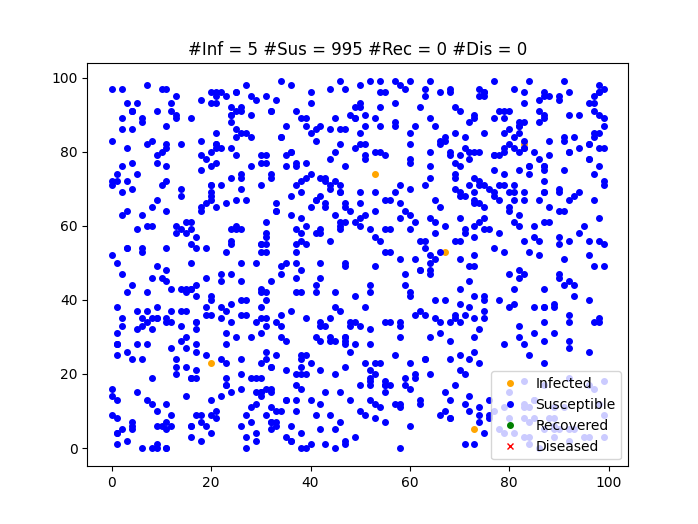 #Inf = 5 #Sus = 995 #Rec = 0 #Dis = 0
100
80
60
40
20
0
Infected
Susceptible
Recovered
Diseased
0 20 40 60 80 100